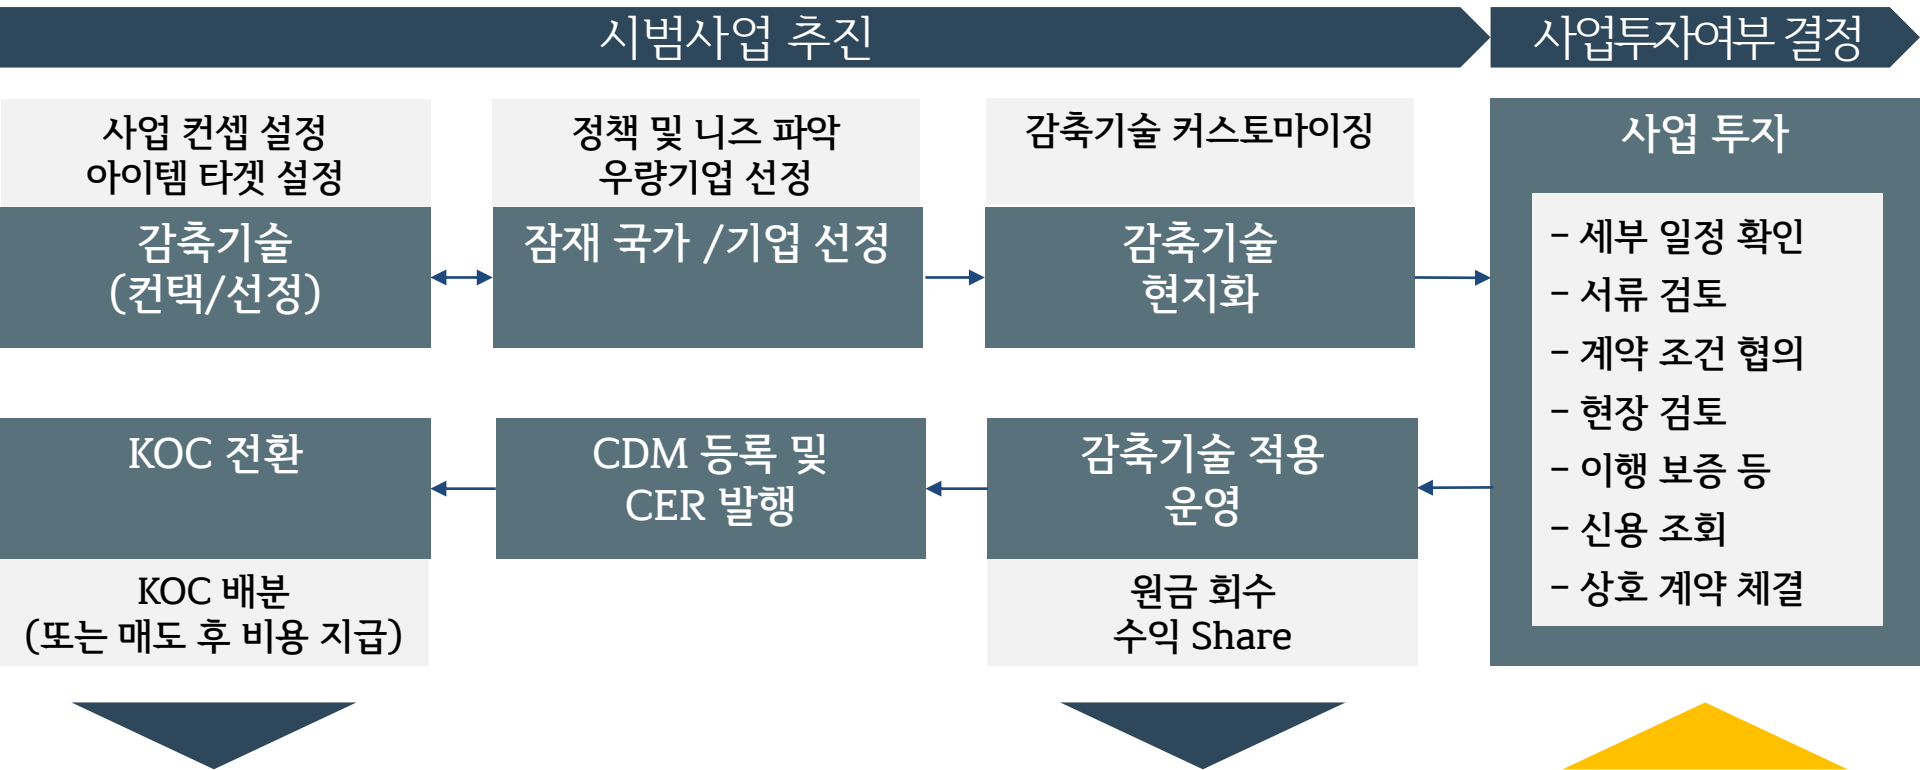 시범사업 추진
사업투자여부 결정
사업 컨셉 설정
아이템 타겟 설정
감축기술
(컨택/선정)
정책 및 니즈 파악
우량기업 선정
잠재 국가 /기업 선정
감축기술 커스토마이징
감축기술
현지화
사업 투자
- 세부 일정 확인
- 서류 검토
- 계약 조건 협의
- 현장 검토
- 이행 보증 등
- 신용 조회
- 상호 계약 체결
KOC 전환
KOC 배분
(또는 매도 후 비용 지급)
CDM 등록 및
CER 발행
감축기술 적용
운영
원금 회수
수익 Share